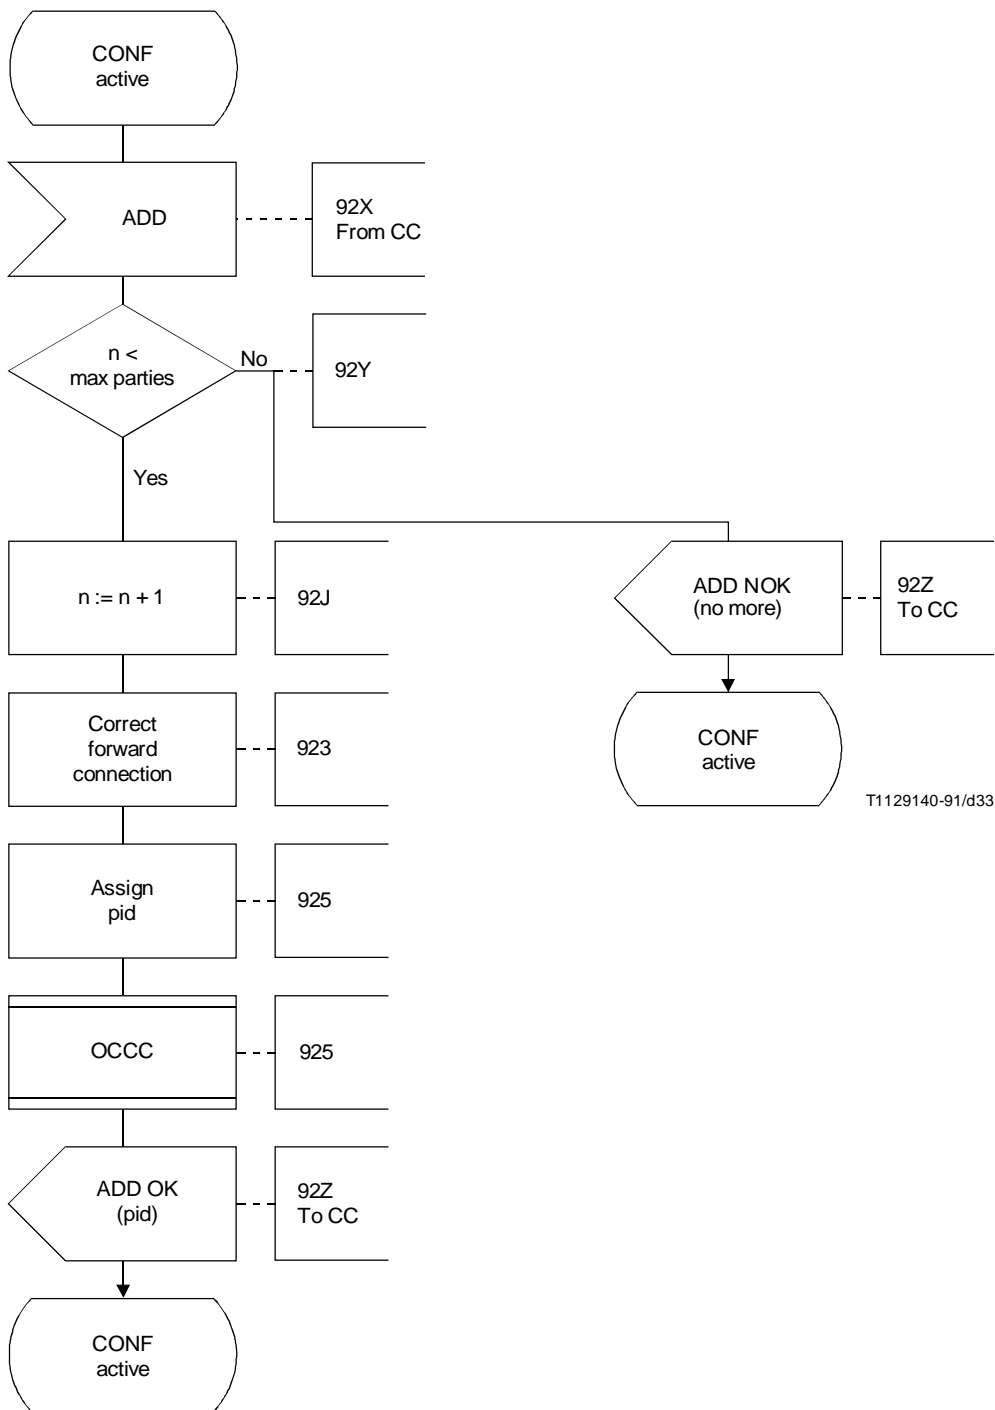 CONF
active
ADD
92X
From CC
n <
max parties
No
92Y
Yes
n := n + 1
92J
ADD NOK
(no more)
92Z
To CC
Correct
forward
connection
923
CONF
active
T1129140-91/d33
Assign
pid
925
OCCC
925
ADD OK
(pid)
92Z
To CC
CONF
active